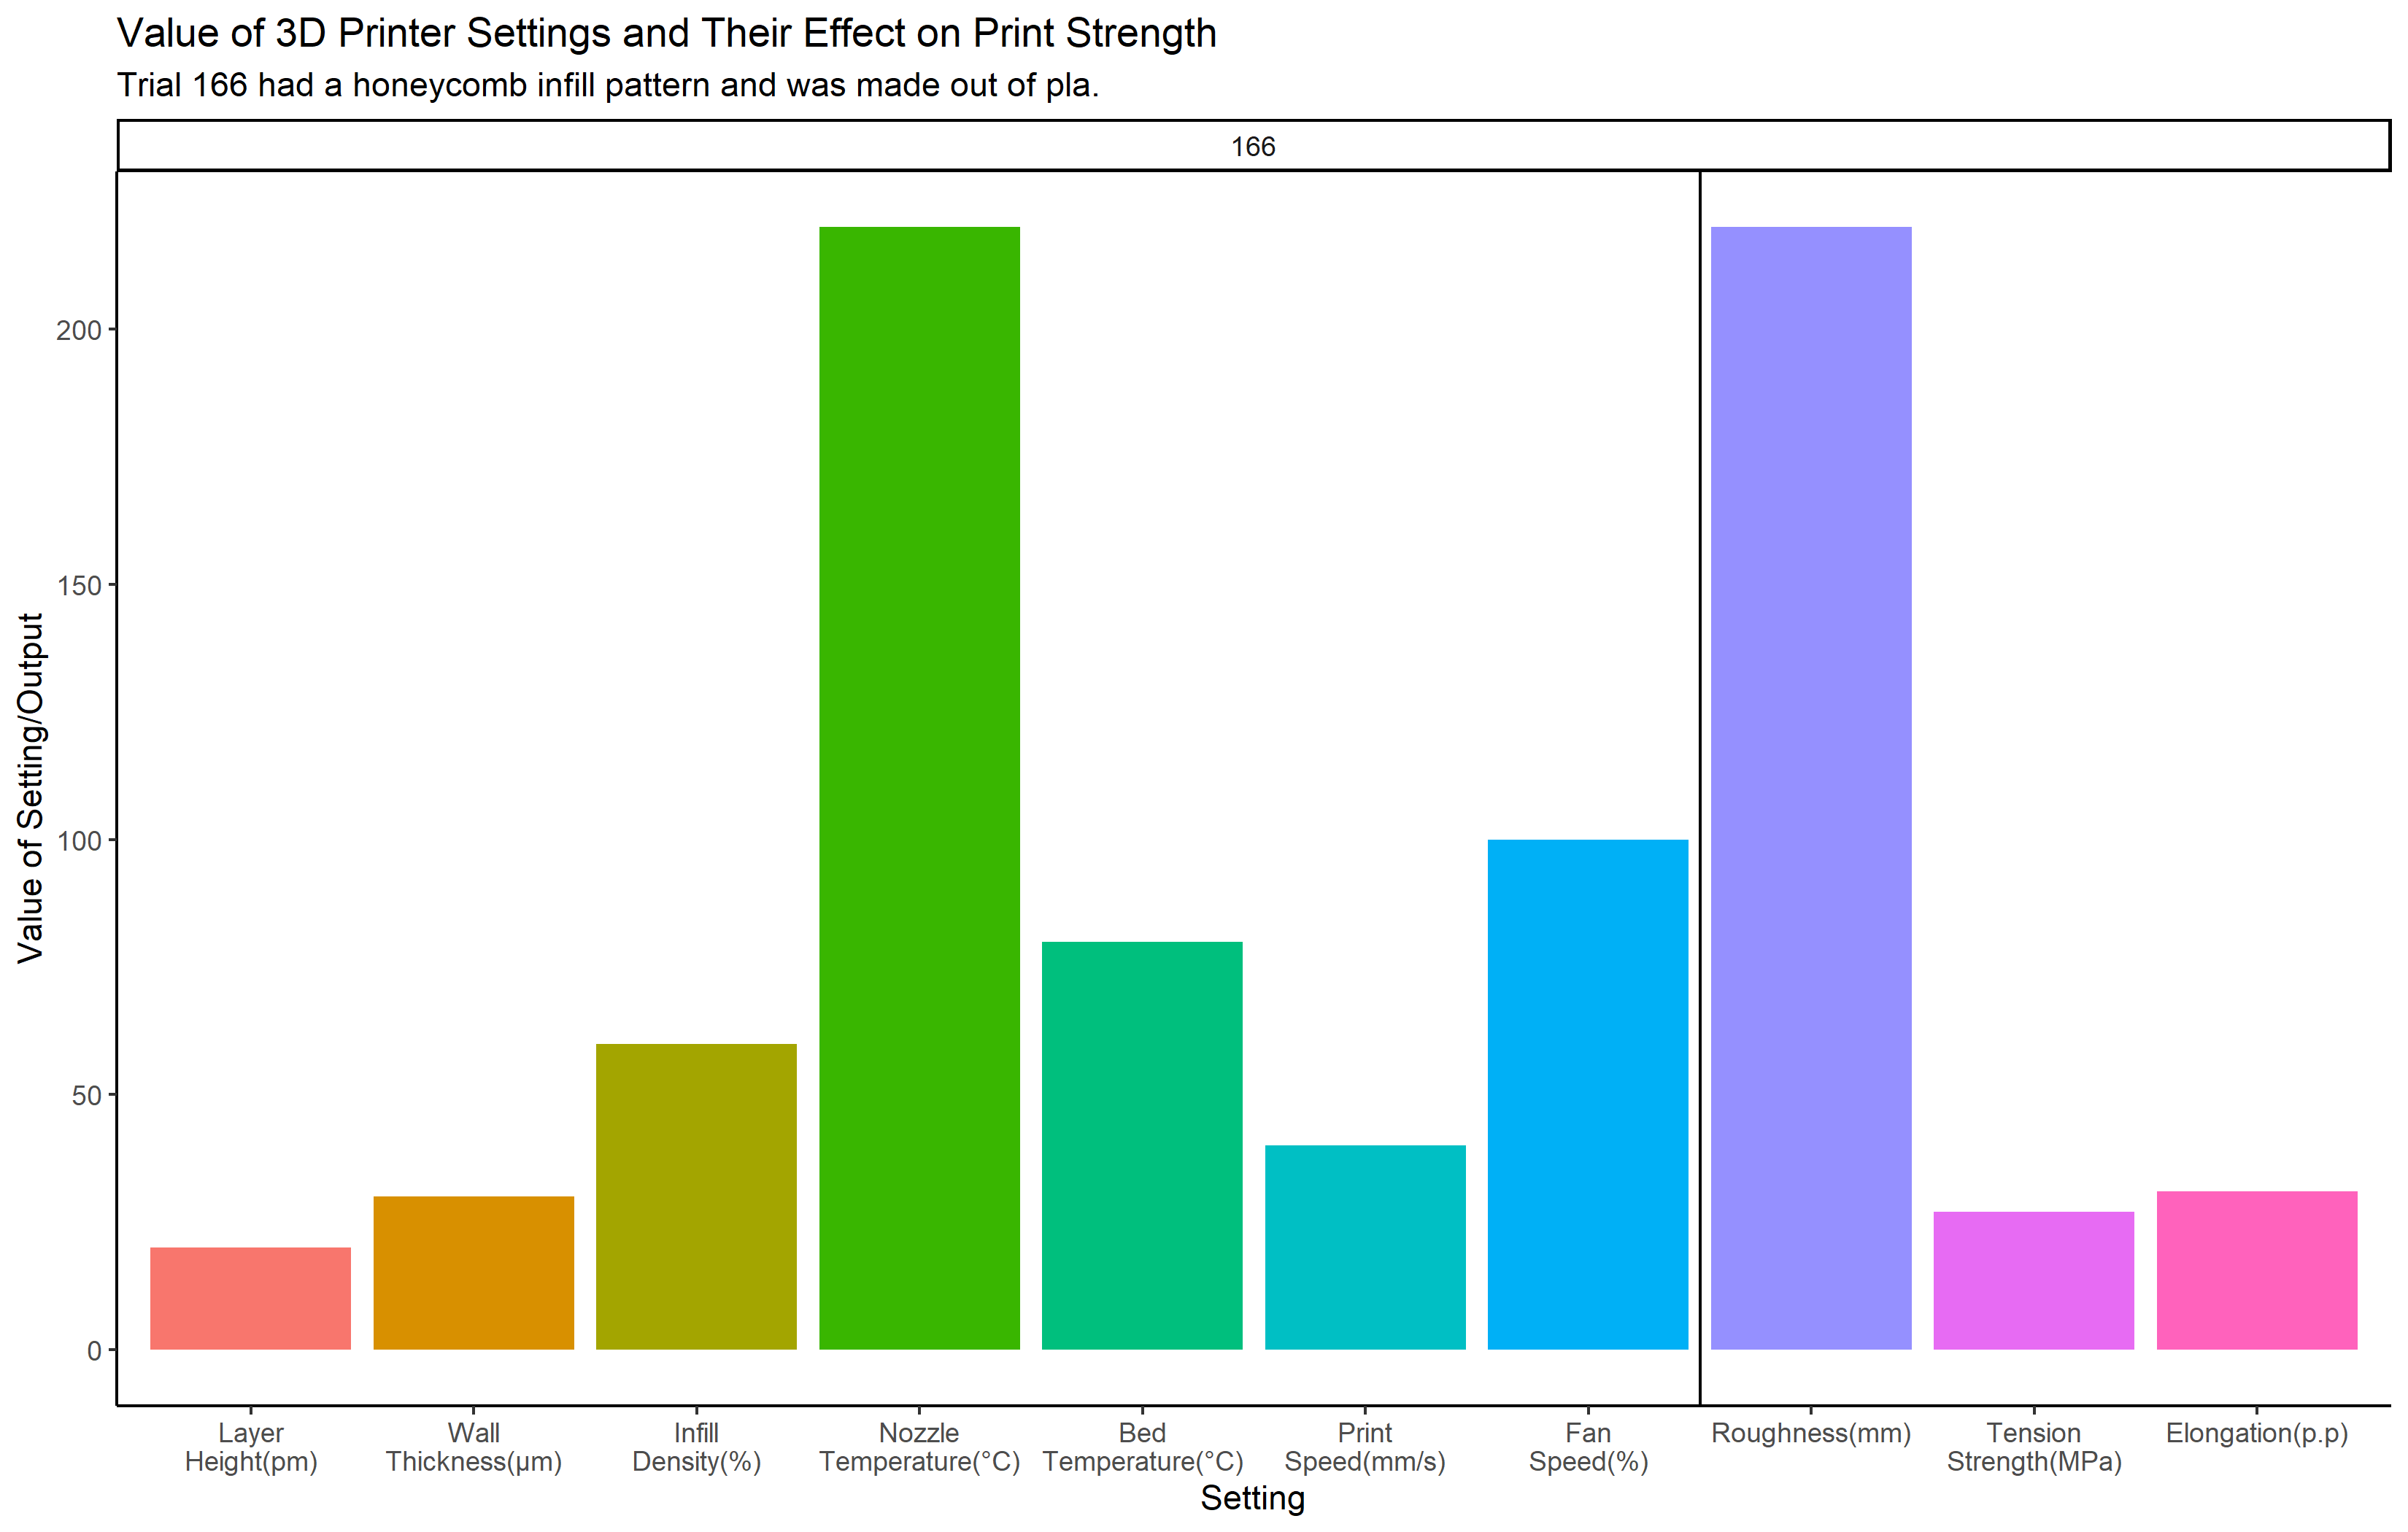 Value of 3D Printer Settings and Their Effect on Print Strength
Trial 166 had a honeycomb infill pattern and was made out of pla.
166
Value of Setting/Output
200
150
100
50
0
Layer
Height(pm)
Wall
Thickness(µm)
Infill
Density(%)
Nozzle
Temperature(°C)
Bed
Temperature(°C)
Print
Speed(mm/s)
Fan
Speed(%)
Roughness(mm)
Tension
Strength(MPa)
Elongation(p.p)
Setting